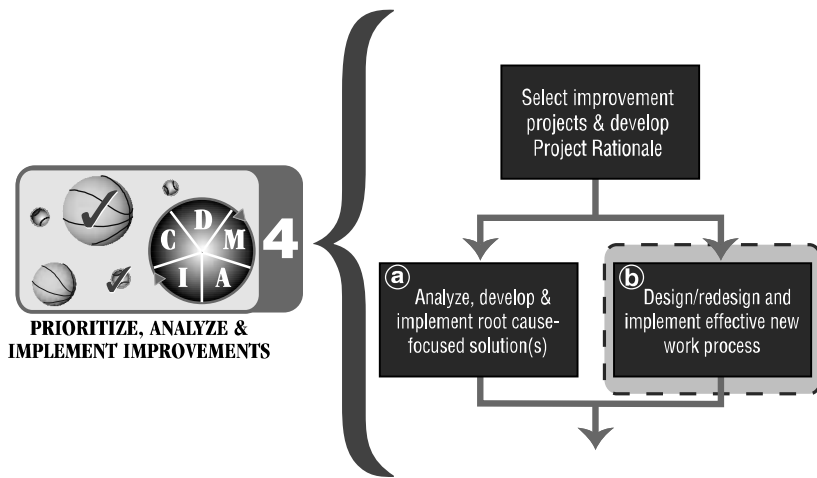 D
M
A
I
C
4
PRIORITIZE, ANALYZE &
IMPLEMENT IMPROVEMENTS
Select improvement
projects & develop
Project Rationale
a
Analyze, develop &
implement root cause-
focused solution(s)
b
Design/redesign and
implement effective new
work process